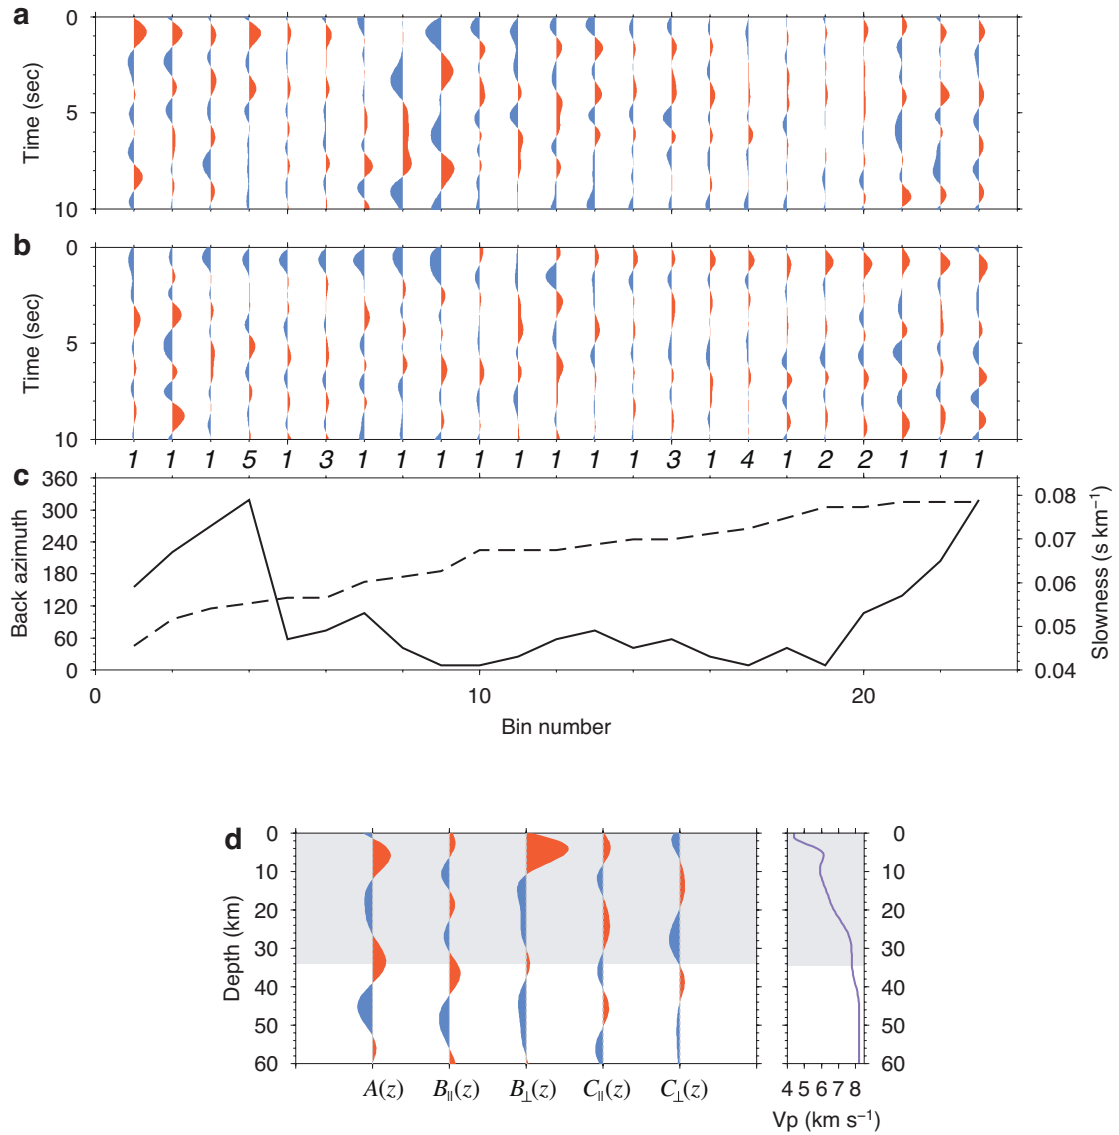 a
0
5
10
Time (sec)
b
0
5
10
Time (sec)
1 1 1 5 1 3 1 1 1 1 1 1 1 1 3 1 4 1 2 2 1 1 1
c
360
300
240
180
120
60
0
Back azimuth
0.08
0.07
0.06
0.05
0.04
Slowness (s km⁻¹)
0 10 20
Bin number
d
0
10
20
30
40
50
60
Depth (km)
A(z) B∥(z) B⊥(z) C∥(z) C⊥(z)
0
10
20
30
40
50
60
4 5 6 7 8
Vp (km s⁻¹)